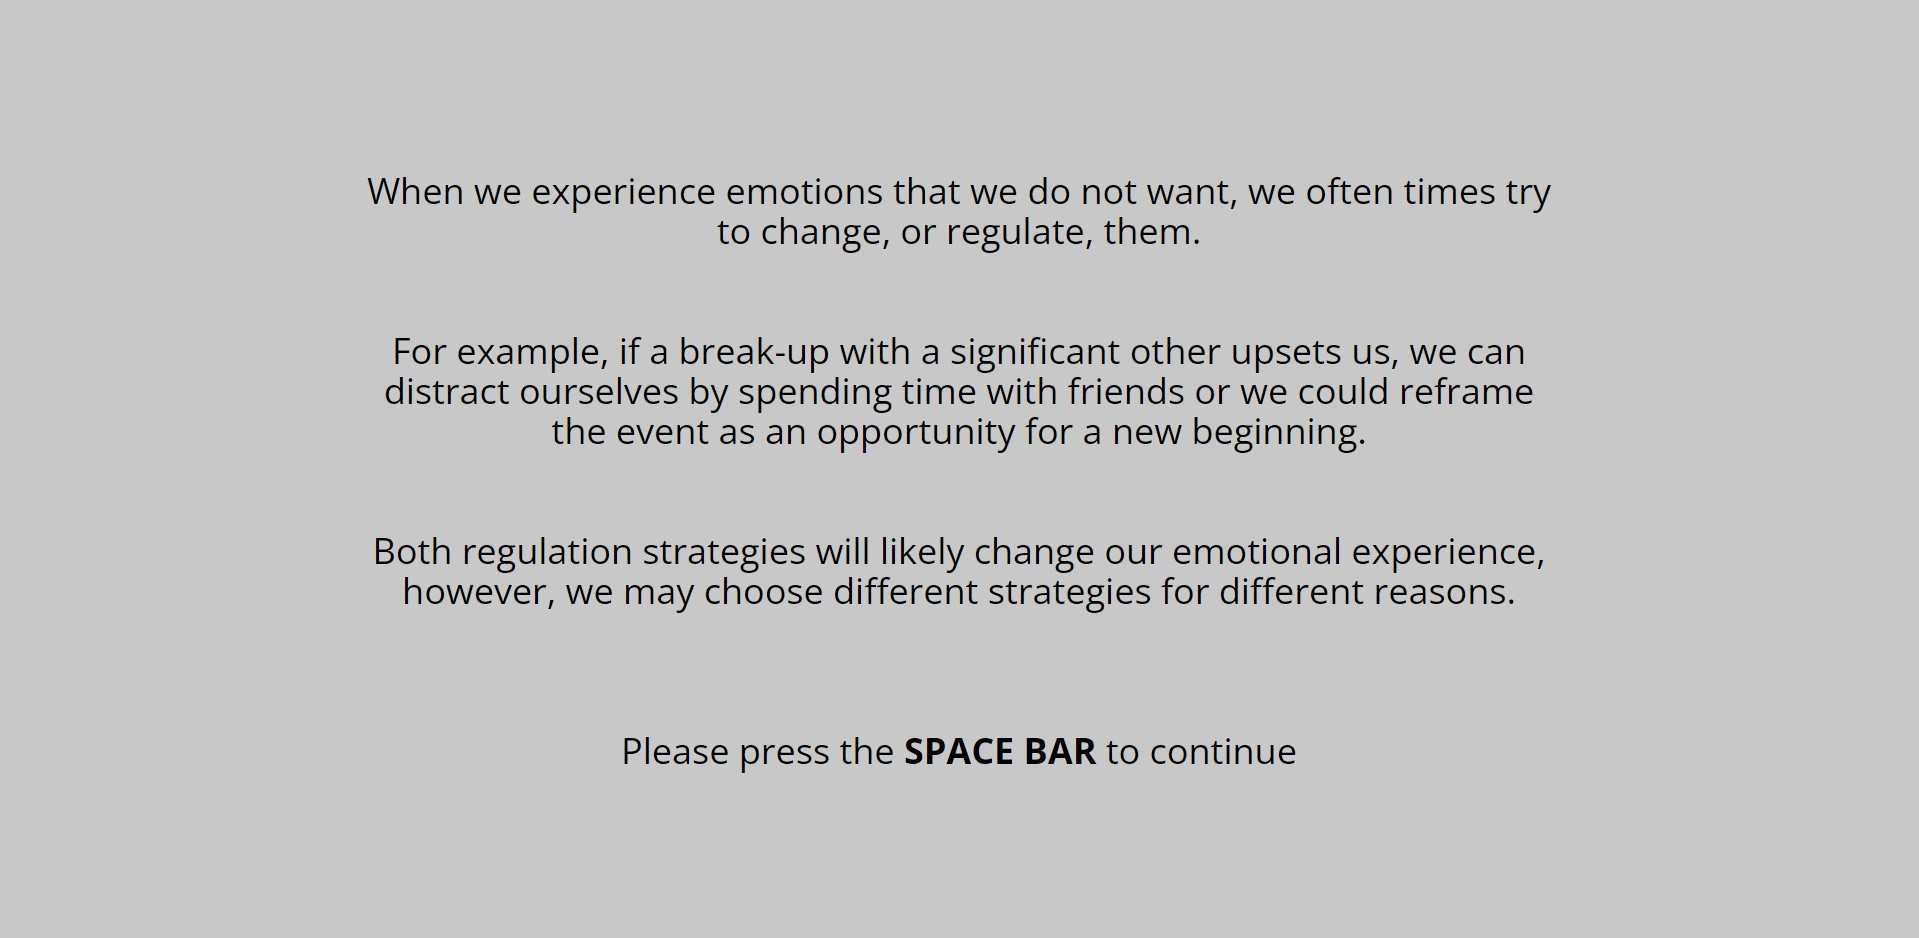 When we experience emotions that we do not want, we often times try
to change, or regulate, them.
For example, if a break-up with a significant other upsets us, we can
distract ourselves by spending time with friends or we could reframe
the event as an opportunity for a new beginning.
Both regulation strategies will likely change our emotional experience,
however, we may choose different strategies for different reasons.
Please press the SPACE BAR to continue